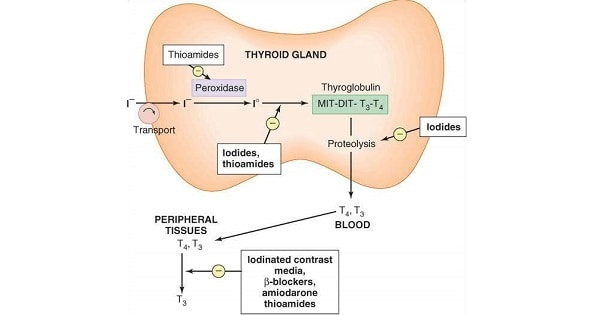 Thioamides
THYROID GLAND
Peroxidase
Thyroglobulin
I⁻
I⁻
I°
MIT-DIT- T₃-T₄
Transport
Iodides
Iodides,
thioamides
Proteolysis
T₄, T₃
BLOOD
PERIPHERAL
TISSUES
T₄, T₃
Iodinated contrast
media,
β-blockers,
amiodarone
thioamides
T₃